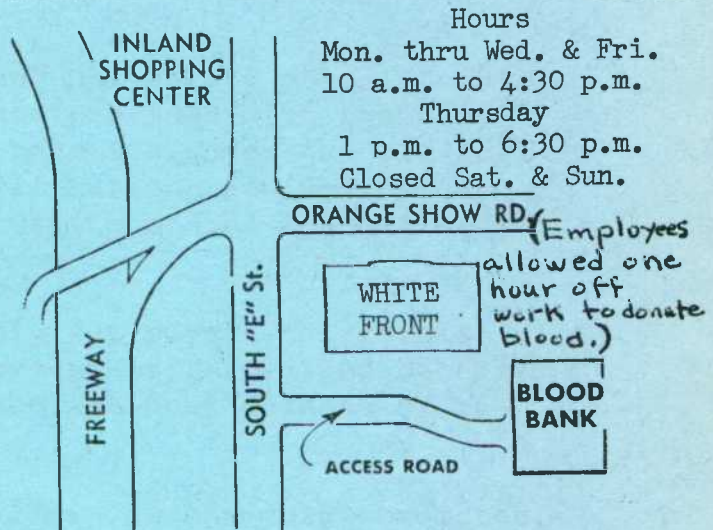 INLAND
SHOPPING
CENTER
Hours
Mon. thru Wed. & Fri.
10 a.m. to 4:30 p.m.
Thursday
1 p.m. to 6:30 p.m.
Closed Sat. & Sun.
ORANGE SHOW RD.
(Employees
allowed one
hour off
work to donate
blood.)
WHITE
FRONT
SOUTH "E" St.
FREEWAY
BLOOD
BANK
ACCESS ROAD